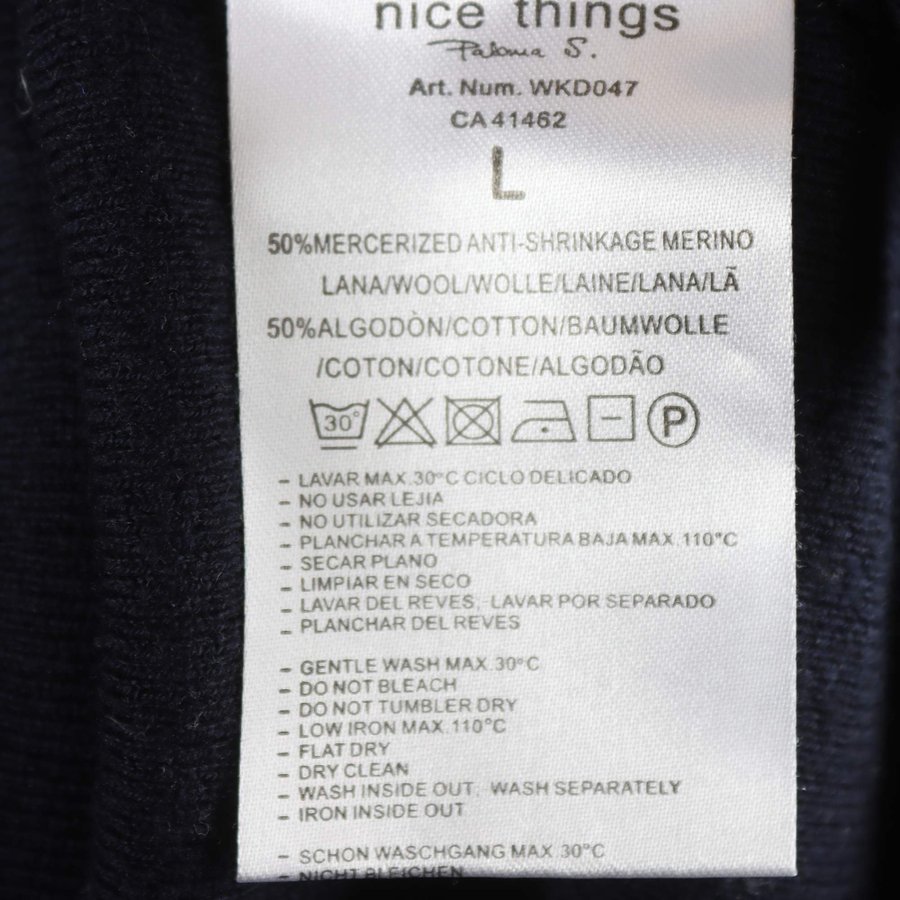 nice things
Paloma S.
Art. Num. WKD047
CA41462
L
50%MERCERIZED ANTI-SHRINKAGE MERINO
LANA/WOOL/WOLLE/LAINE/LANA/LÃ
50%ALGODÒN/COTTON/BAUMWOLLE
/COTON/COTONE/ALGODÃO
30° P
- LAVAR MAX.30°C CICLO DELICADO
- NO USAR LEJIA
- NO UTILIZAR SECADORA
- PLANCHAR A TEMPERATURA BAJA MAX.110°C
- SECAR PLANO
- LIMPIAR EN SECO
- LAVAR DEL REVES, LAVAR POR SEPARADO
- PLANCHAR DEL REVES
- GENTLE WASH MAX.30°C
- DO NOT BLEACH
- DO NOT TUMBLER DRY
- LOW IRON MAX.110°C
- FLAT DRY
- DRY CLEAN
- WASH INSIDE OUT, WASH SEPARATELY
- IRON INSIDE OUT
- SCHON WASCHGANG MAX 30°C
- NICHT BLEICHEN